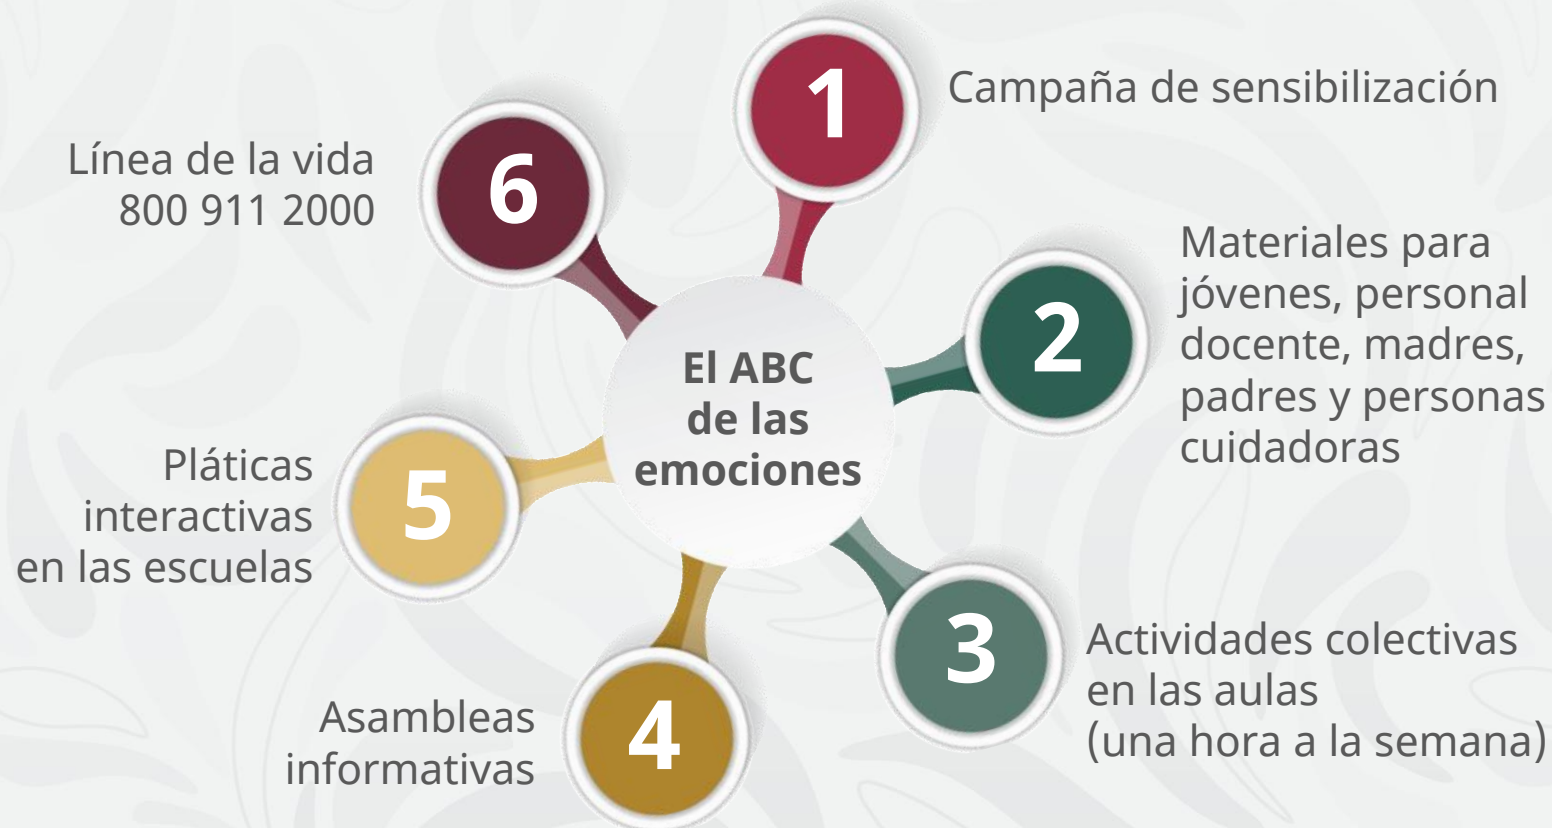 El ABC
de las
emociones
1
Campaña de sensibilización
2
Materiales para
jóvenes, personal
docente, madres,
padres y personas
cuidadoras
3
Actividades colectivas
en las aulas
(una hora a la semana)
4
Asambleas
informativas
5
Pláticas
interactivas
en las escuelas
6
Línea de la vida
800 911 2000